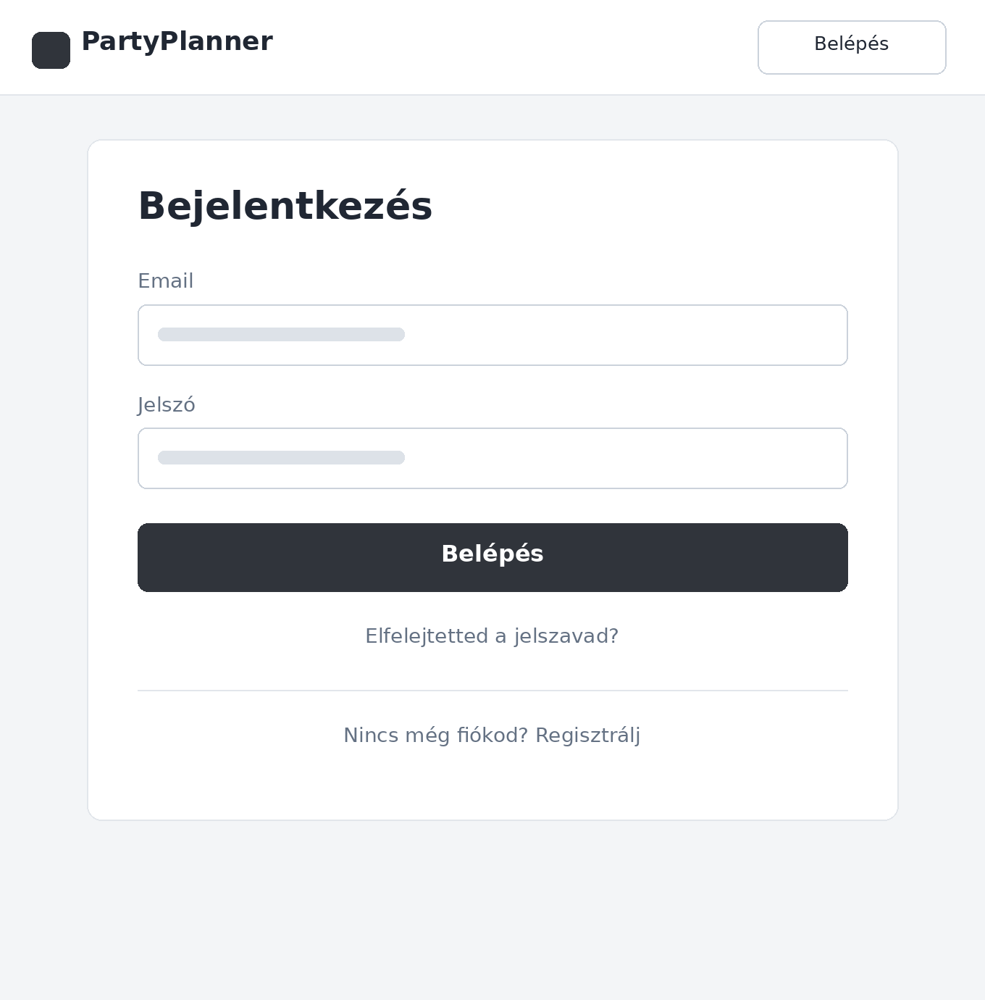 PartyPlanner
Belépés
Bejelentkezés
Email
Jelszó
Belépés
Elfelejtetted a jelszavad?
Nincs még fiókod? Regisztrálj